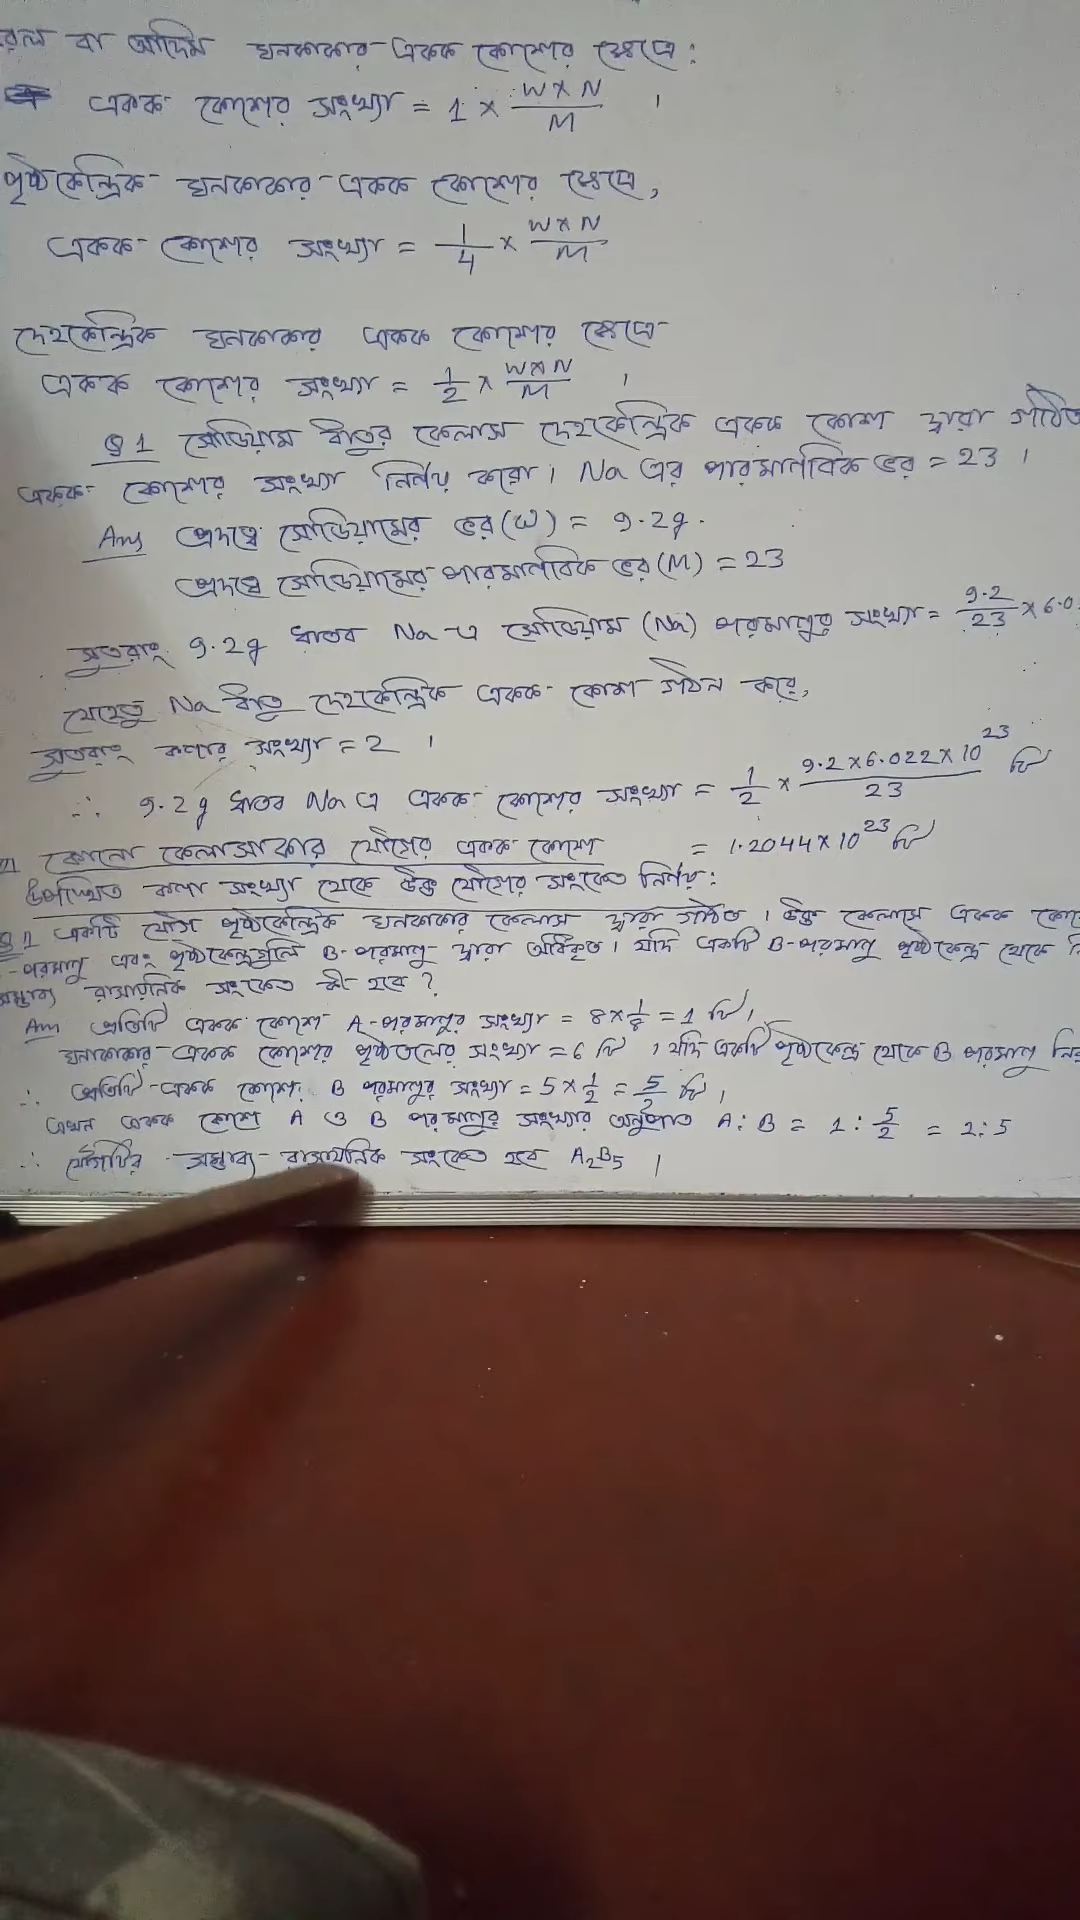 বা আদিম ঘনকাকার একক কোশের ক্ষেত্রে:
একক কোশের সংখ্যা = 1 × W×N/M ।
পৃষ্ঠকেন্দ্রিক ঘনকাকার একক কোশের ক্ষেত্রে,
একক কোশের সংখ্যা = 1/4 × W×N/M
দেহকেন্দ্রিক ঘনকাকার একক কোশের ক্ষেত্রে
একক কোশের সংখ্যা = 1/2 × W×N/M ।
Q 1 সোডিয়াম ধাতুর কেলাস দেহকেন্দ্রিক একক কোশ দ্বারা গঠিত
একক কোশের সংখ্যা নির্ণয় করো। Na এর পারমাণবিক ভর = 23 ।
Ans প্রদত্ত সোডিয়ামের ভর (W) = 9.2g.
প্রদত্ত সোডিয়ামের পারমাণবিক ভর (M) = 23
সুতরাং 9.2g ধাতব Na-এ সোডিয়াম (Na) পরমাণুর সংখ্যা = 9.2/23 × 6.0
যেহেতু Na ধাতু দেহকেন্দ্রিক একক কোশ গঠন করে,
সুতরাং কণার সংখ্যা = 2 ।
∴ 9.2g ধাতব Na এ একক কোশের সংখ্যা = 1/2 × 9.2×6.022×10²³/23 টি
= 1.2044×10²³ টি
কোনো কেলাসাকার যৌগের একক কোশে
উপস্থিত কণা সংখ্যা থেকে উক্ত যৌগের সংকেত নির্ণয়:
Q 1 একটি যৌগ পৃষ্ঠকেন্দ্রিক ঘনকাকার কেলাস দ্বারা গঠিত । উক্ত কেলাসে একক
-পরমাণু এবং পৃষ্ঠকেন্দ্রগুলি B-পরমাণু দ্বারা অধিকৃত। যদি একটি B-পরমাণু পৃষ্ঠকেন্দ্র থেকে
সম্ভাব্য রাসায়নিক সংকেত কী হবে ?
Ans প্রতিটি একক কোশে A-পরমাণুর সংখ্যা = 8×1/8 = 1 টি।
ঘনাকাকার একক কোশের পৃষ্ঠতলের সংখ্যা = 6 টি । যদি একটি পৃষ্ঠকেন্দ্র থেকে B পরমাণু
∴ প্রতিটি একক কোশে B পরমাণুর সংখ্যা = 5×1/2 = 5/2 টি।
এখন একক কোশে A ও B পরমাণুর সংখ্যার অনুপাত A : B = 1 : 5/2 = 2:5
∴ যৌগটির সম্ভাব্য রাসায়নিক সংকেত হবে A₂B₅ ।